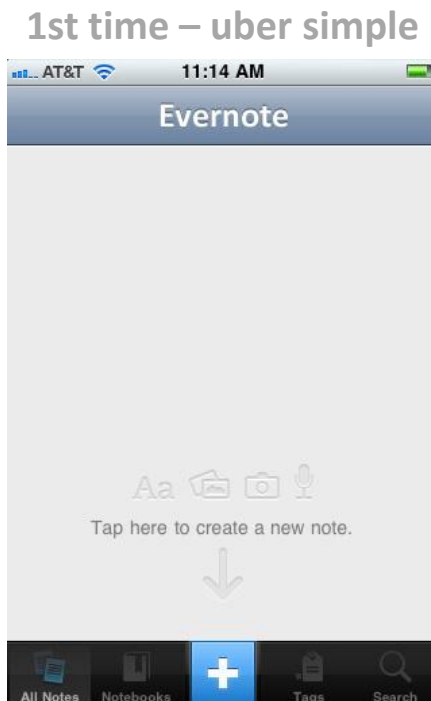 1st time – uber simple
AT&T 11:14 AM
Evernote
Aa
Tap here to create a new note.
All Notes Notebooks + Tags Search